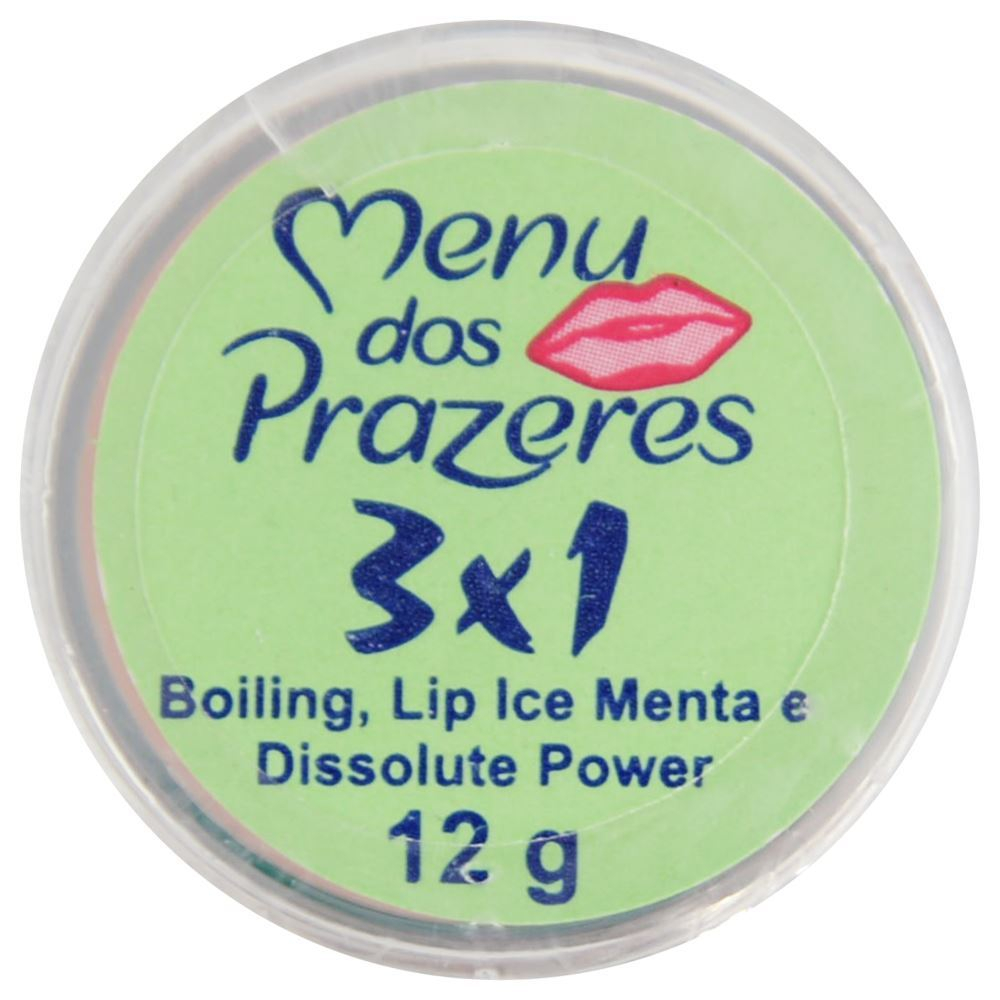 Menu
dos
Prazeres
3x1
Boiling, Lip Ice Menta e
Dissolute Power
12 g